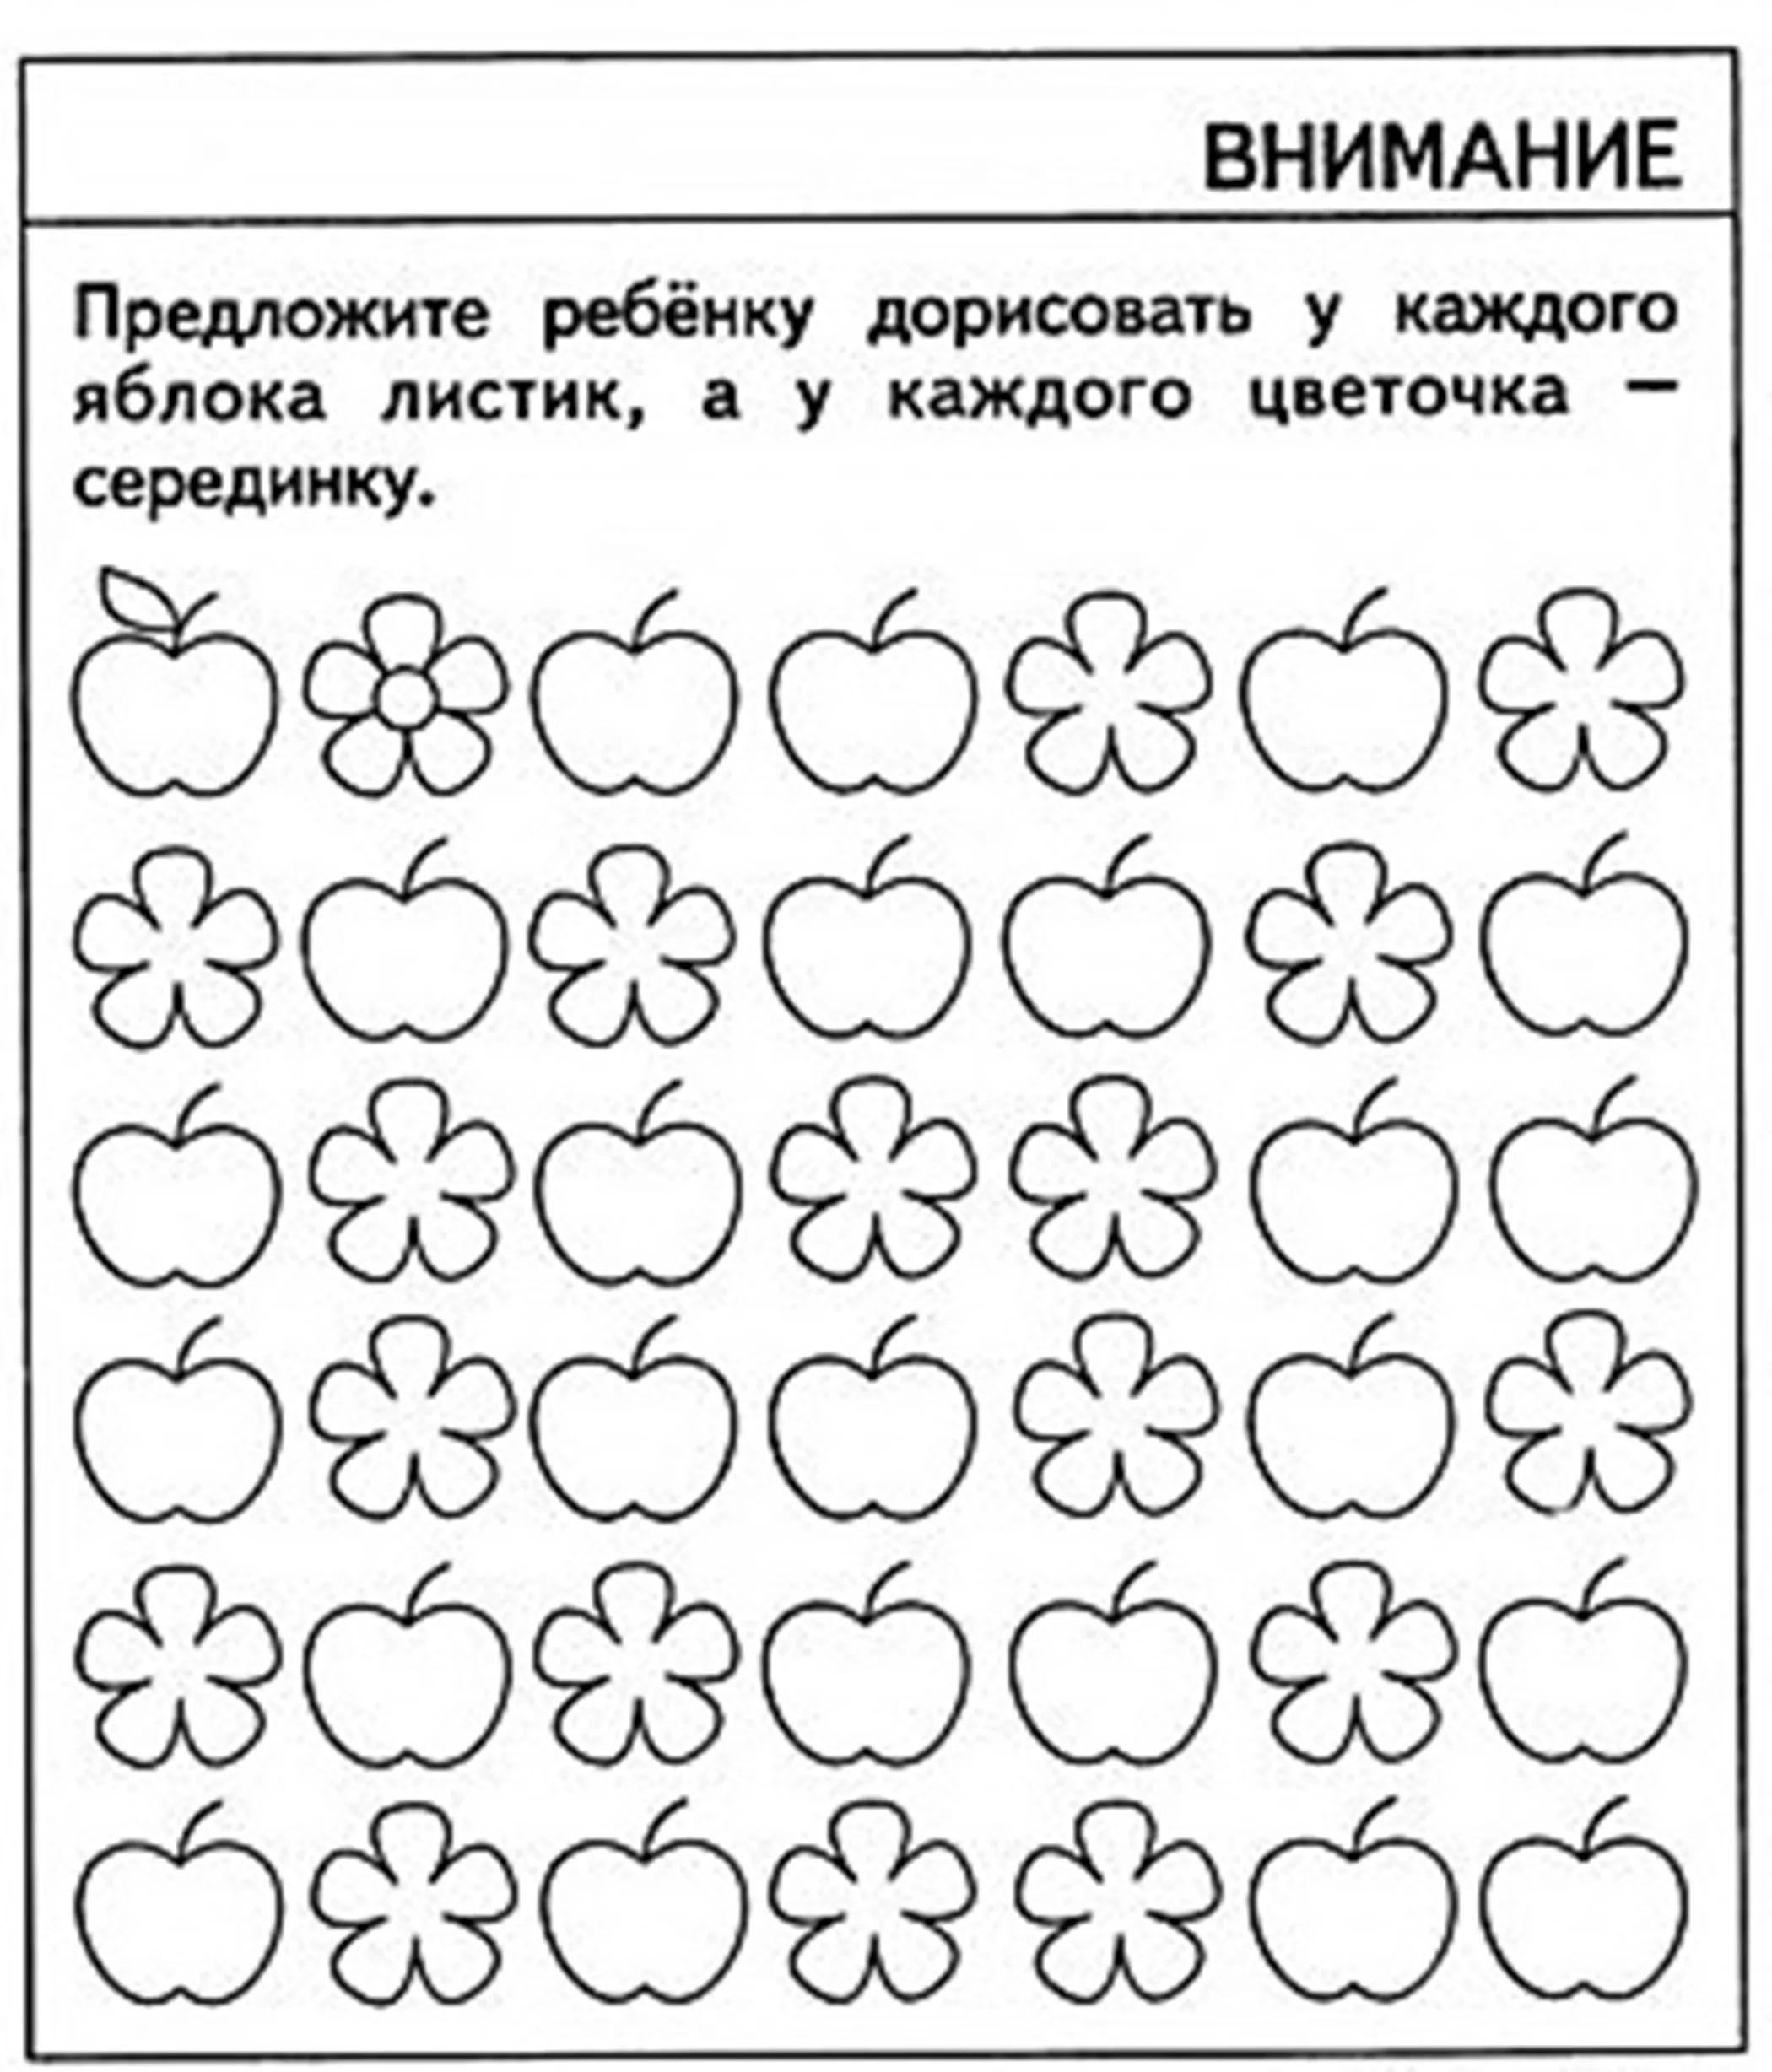 ВНИМАНИЕ
Предложите ребёнку дорисовать у каждого
яблока листик, а у каждого цветочка —
серединку.